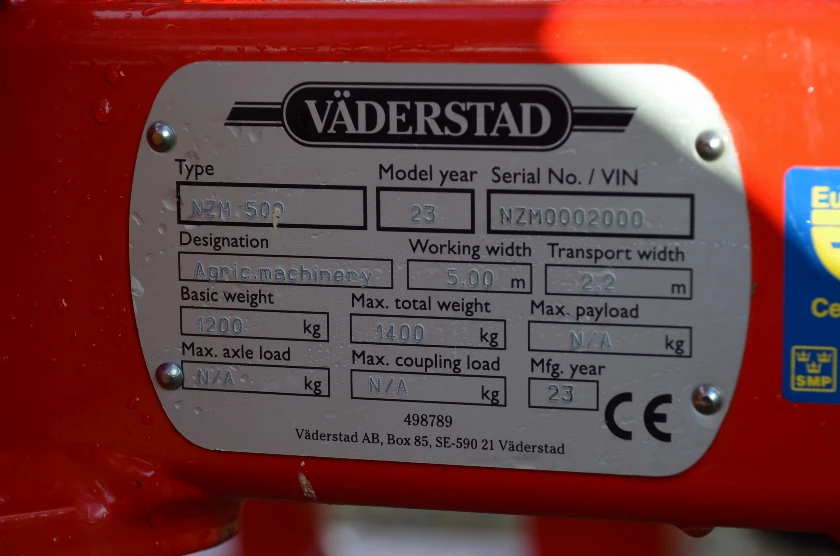 VÄDERSTAD
Type Model year Serial No. / VIN
NZM 500 23 NZM0002000
Designation Working width Transport width
Agric.machinery 5,00 m 2,2 m
Basic weight Max. total weight Max. payload
1200 kg 1400 kg N/A kg
Max. axle load Max. coupling load Mfg. year
N/A kg N/A kg 23 CE
498789
Väderstad AB, Box 85, SE-590 21 Väderstad
Eu
Ce
SMP